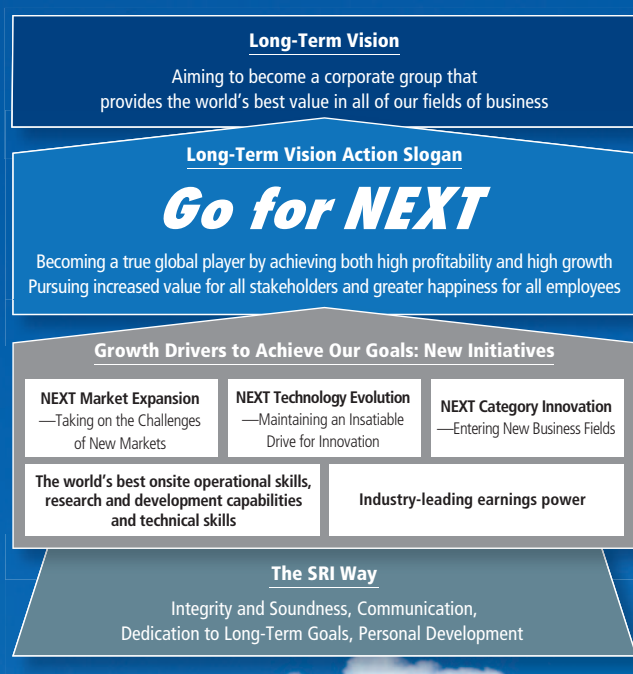 Long-Term Vision
Aiming to become a corporate group that
provides the world's best value in all of our fields of business
Long-Term Vision Action Slogan
Go for NEXT
Becoming a true global player by achieving both high profitability and high growth
Pursuing increased value for all stakeholders and greater happiness for all employees
Growth Drivers to Achieve Our Goals: New Initiatives
NEXT Market Expansion
—Taking on the Challenges
of New Markets
NEXT Technology Evolution
—Maintaining an Insatiable
Drive for Innovation
NEXT Category Innovation
—Entering New Business Fields
The world's best onsite operational skills,
research and development capabilities
and technical skills
Industry-leading earnings power
The SRI Way
Integrity and Soundness, Communication,
Dedication to Long-Term Goals, Personal Development